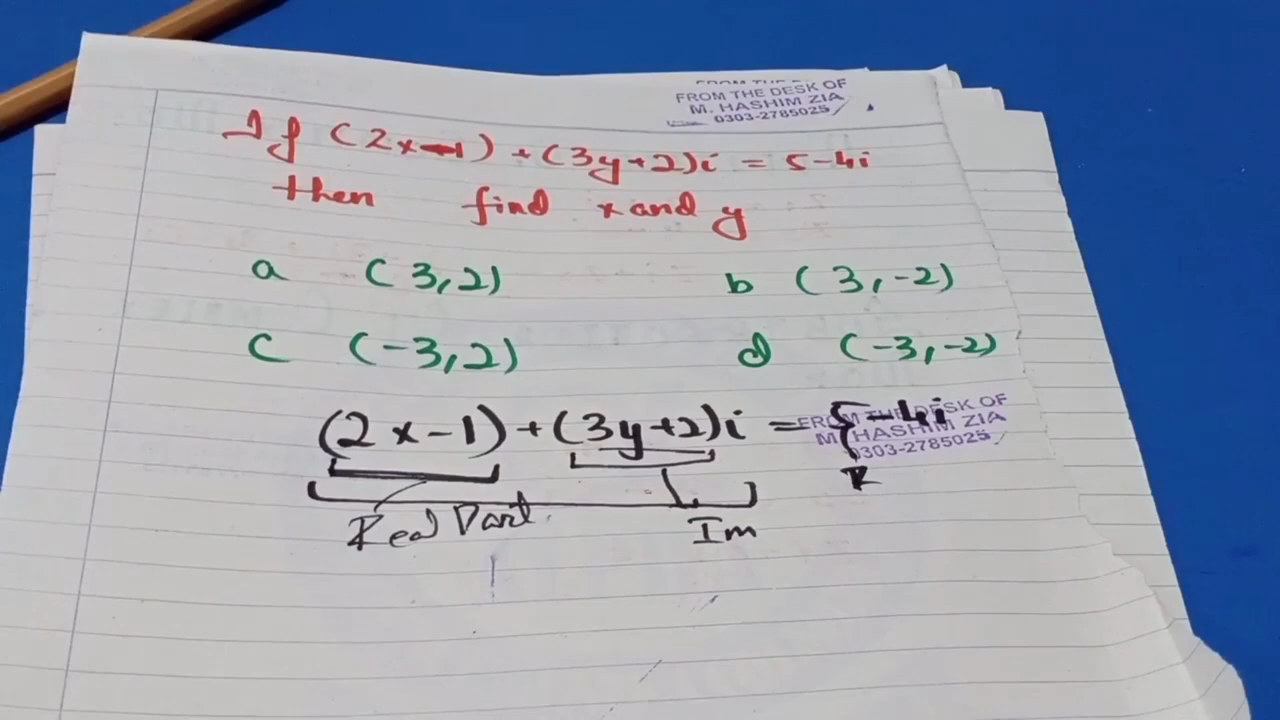 FROM THE DESK OF
M. HASHIM ZIA
0303-2785025
If (2x-1) + (3y+2)i = 5-4i
then find x and y
a (3,2) b (3,-2)
c (-3,2) d (-3,-2)
(2x-1) + (3y+2)i = 5-4i
FROM THE DESK OF
M. HASHIM ZIA
0303-2785025
R
Real Part Im